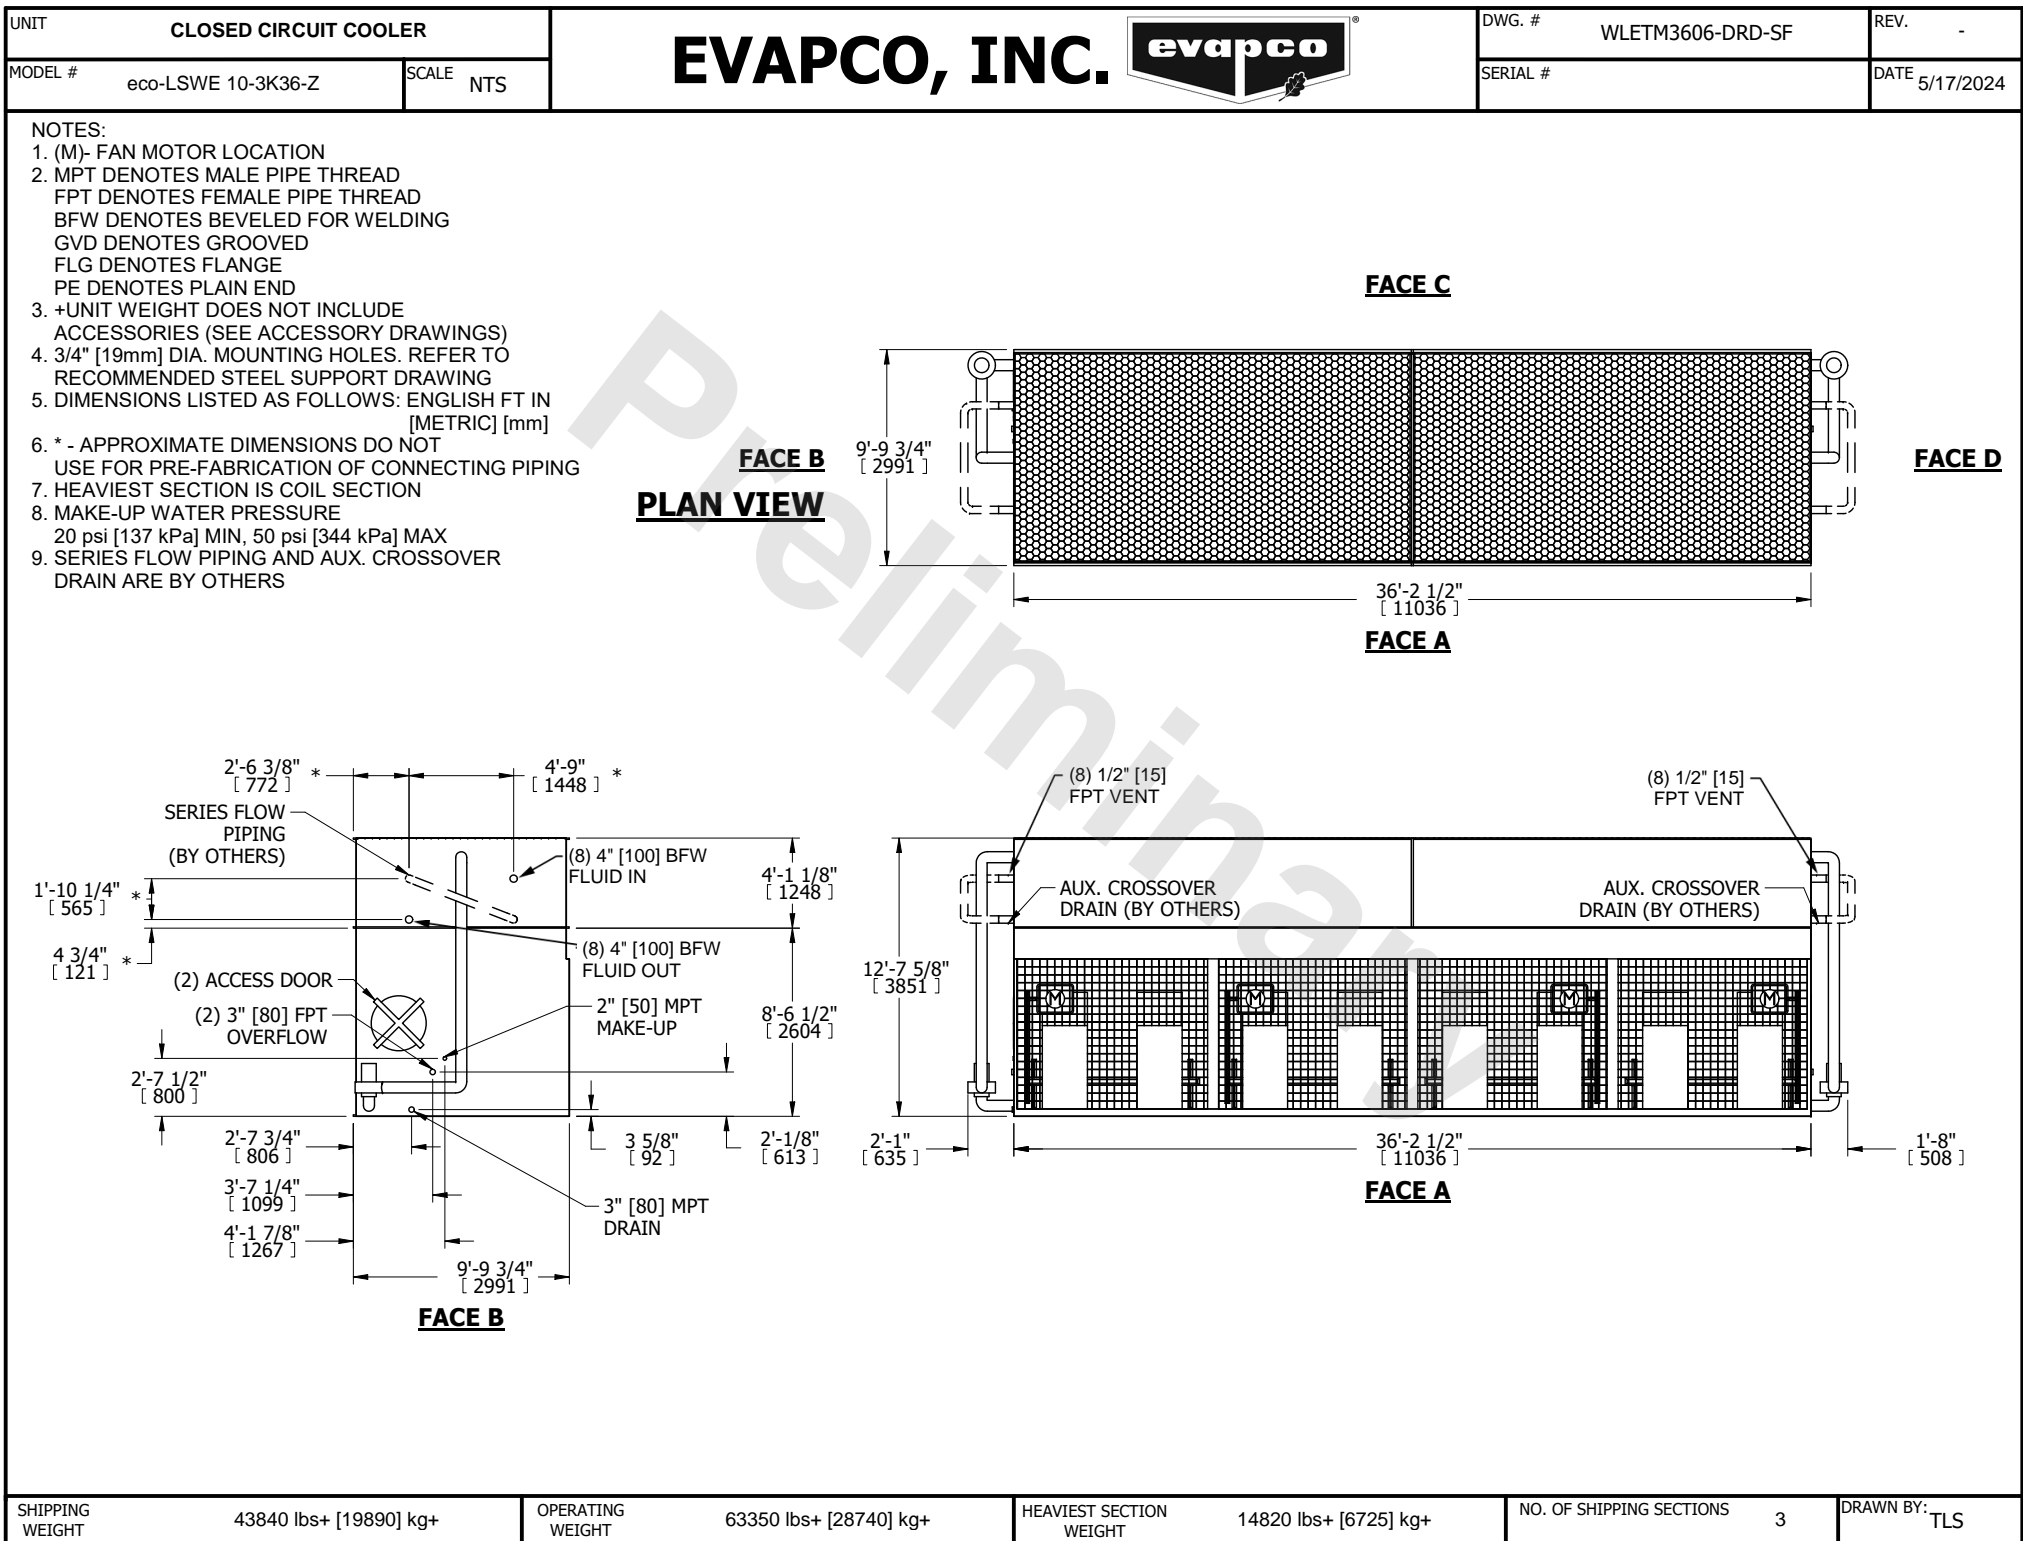 UNIT
CLOSED CIRCUIT COOLER
MODEL #
eco-LSWE 10-3K36-Z
SCALE
NTS
EVAPCO, INC.
evapco
®
DWG. #
WLETM3606-DRD-SF
REV.
-
SERIAL #
DATE
5/17/2024
NOTES:
1. (M)- FAN MOTOR LOCATION
2. MPT DENOTES MALE PIPE THREAD
FPT DENOTES FEMALE PIPE THREAD
BFW DENOTES BEVELED FOR WELDING
GVD DENOTES GROOVED
FLG DENOTES FLANGE
PE DENOTES PLAIN END
3. +UNIT WEIGHT DOES NOT INCLUDE
ACCESSORIES (SEE ACCESSORY DRAWINGS)
4. 3/4" [19mm] DIA. MOUNTING HOLES. REFER TO
RECOMMENDED STEEL SUPPORT DRAWING
5. DIMENSIONS LISTED AS FOLLOWS: ENGLISH FT IN
[METRIC] [mm]
6. * - APPROXIMATE DIMENSIONS DO NOT
USE FOR PRE-FABRICATION OF CONNECTING PIPING
7. HEAVIEST SECTION IS COIL SECTION
8. MAKE-UP WATER PRESSURE
20 psi [137 kPa] MIN, 50 psi [344 kPa] MAX
9. SERIES FLOW PIPING AND AUX. CROSSOVER
DRAIN ARE BY OTHERS
Preliminary
FACE C
FACE B
9'-9 3/4"
[ 2991 ]
FACE D
PLAN VIEW
36'-2 1/2"
[ 11036 ]
FACE A
2'-6 3/8" *
[ 772 ]
4'-9" *
[ 1448 ]
SERIES FLOW
PIPING
(BY OTHERS)
(8) 4" [100] BFW
FLUID IN
4'-1 1/8"
[ 1248 ]
1'-10 1/4" *
[ 565 ]
4 3/4" *
[ 121 ]
(8) 4" [100] BFW
FLUID OUT
(2) ACCESS DOOR
(2) 3" [80] FPT
OVERFLOW
2" [50] MPT
MAKE-UP
8'-6 1/2"
[ 2604 ]
2'-7 1/2"
[ 800 ]
2'-7 3/4"
[ 806 ]
3 5/8"
[ 92 ]
2'-1/8"
[ 613 ]
3'-7 1/4"
[ 1099 ]
3" [80] MPT
DRAIN
4'-1 7/8"
[ 1267 ]
9'-9 3/4"
[ 2991 ]
FACE B
(8) 1/2" [15]
FPT VENT
(8) 1/2" [15]
FPT VENT
AUX. CROSSOVER
DRAIN (BY OTHERS)
AUX. CROSSOVER
DRAIN (BY OTHERS)
12'-7 5/8"
[ 3851 ]
M
M
M
M
2'-1"
[ 635 ]
36'-2 1/2"
[ 11036 ]
1'-8"
[ 508 ]
FACE A
SHIPPING
WEIGHT
43840 lbs+ [19890] kg+
OPERATING
WEIGHT
63350 lbs+ [28740] kg+
HEAVIEST SECTION
WEIGHT
14820 lbs+ [6725] kg+
NO. OF SHIPPING SECTIONS
3
DRAWN BY:
TLS